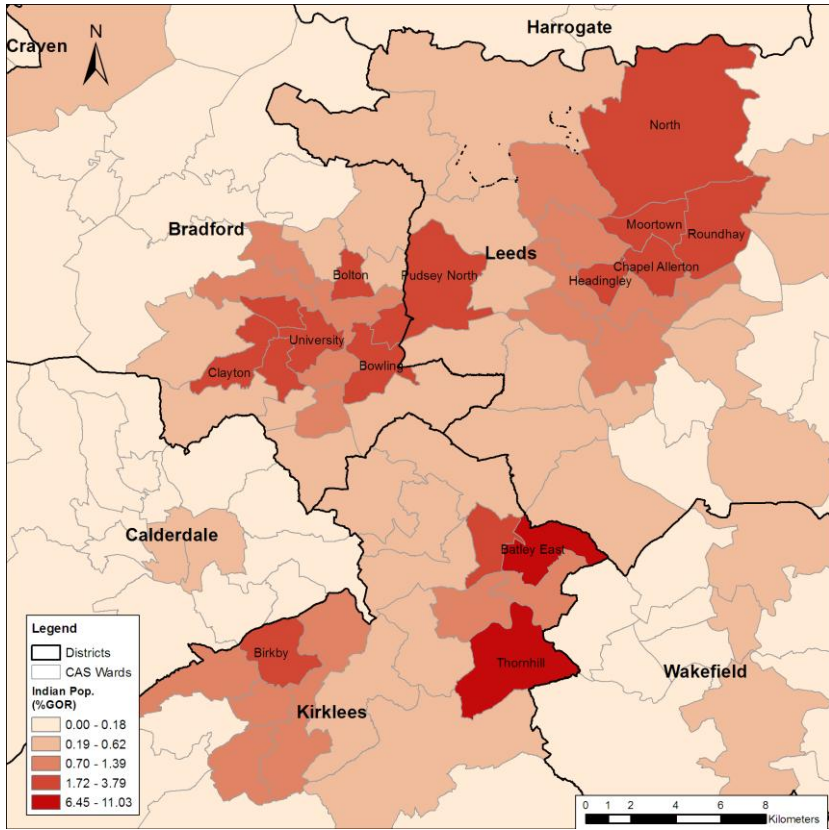 Harrogate
Craven
N
North
Bradford
Moortown
Roundhay
Leeds
Bolton
Pudsey North
Chapel Allerton
Headingley
University
Clayton
Bowling
Calderdale
Batley East
Birkby
Thornhill
Wakefield
Kirklees
Legend
Districts
CAS Wards
Indian Pop.
(%GOR)
0.00 - 0.18
0.19 - 0.62
0.70 - 1.39
1.72 - 3.79
6.45 - 11.03
0 1 2 4 6 8
Kilometers